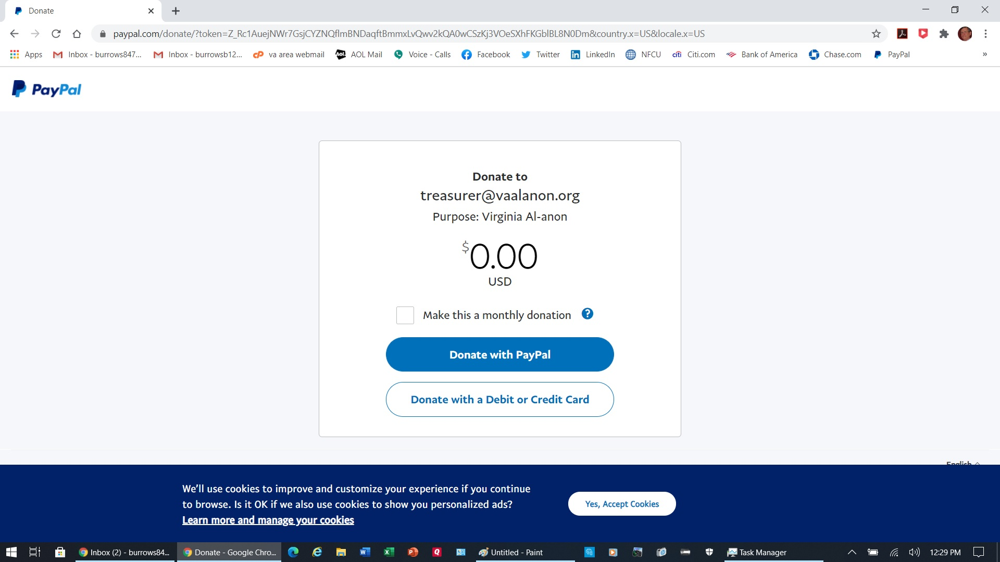 Donate
paypal.com/donate/?token=Z_Rc1AuejNWr7GsjCYZNQflmBNDaqftBmmxLvQwv2kQA0wCSzKj3VOeSXhFKGblBL8N0Dm&country.x=US&locale.x=US
Apps Inbox - burrows847... Inbox - burrowsb12... va area webmail AOL Mail Voice - Calls Facebook Twitter LinkedIn NFCU citi Citi.com Bank of America Chase.com PayPal »
PayPal
Donate to
treasurer@vaalanon.org
Purpose: Virginia Al-anon
$0.00
USD
Make this a monthly donation ?
Donate with PayPal
Donate with a Debit or Credit Card
English
We'll use cookies to improve and customize your experience if you continue
to browse. Is it OK if we also use cookies to show you personalized ads?
Learn more and manage your cookies
Yes, Accept Cookies
Inbox (2) - burrows84... Donate - Google Chro... Untitled - Paint Task Manager 12:29 PM